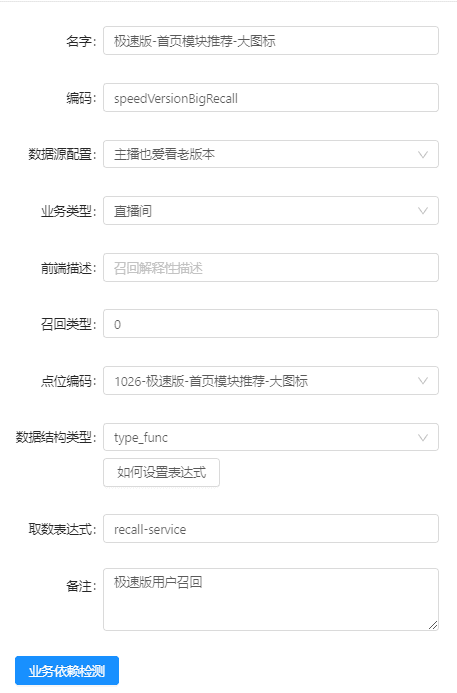 名字: 极速版-首页模块推荐-大图标
编码: speedVersionBigRecall
数据源配置: 主播也爱看老版本
业务类型: 直播间
前端描述: 召回解释性描述
召回类型: 0
点位编码: 1026-极速版-首页模块推荐-大图标
数据结构类型: type_func
如何设置表达式
取数表达式: recall-service
备注: 极速版用户召回
业务依赖检测